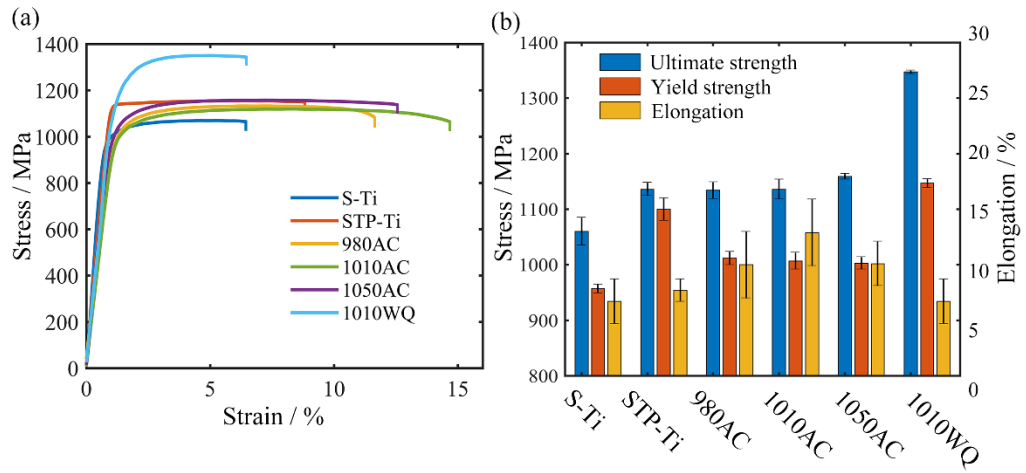 (a)
1400
1200
1000
800
600
400
1200
0
Stress / MPa
S-Ti
STP-Ti
980AC
1010AC
1050AC
1010WQ
0
5
10
15
Strain / %
(b)
1400
1300
1200
1100
1000
900
800
Stress / MPa
Ultimate strength
Yield strength
Elongation
30
25
20
15
10
5
0
Elongation / %
S-Ti
STP-Ti
980AC
1010AC
1050AC
1010WQ